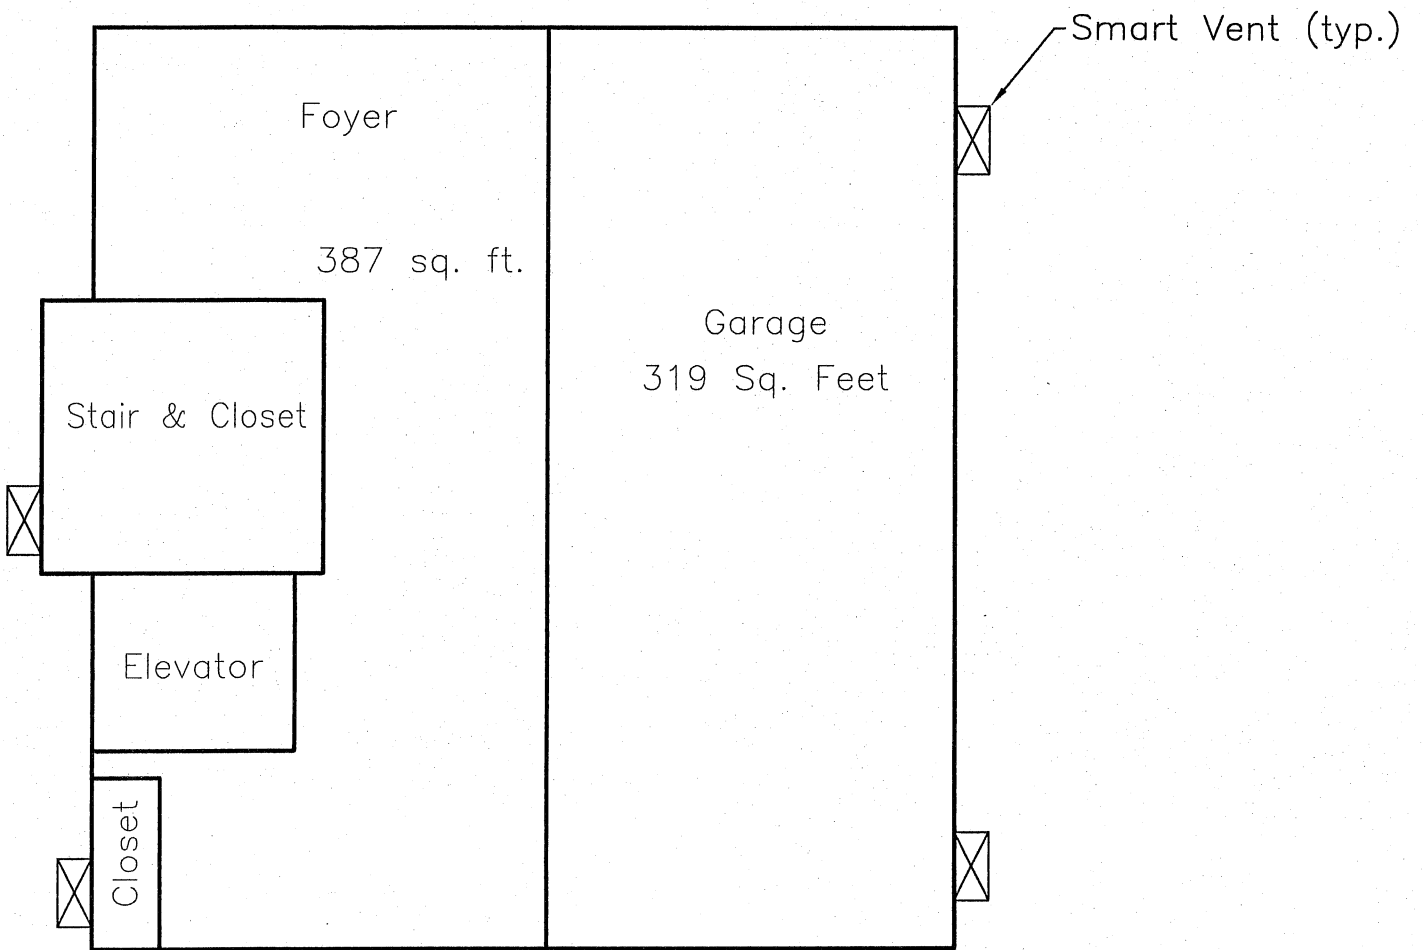 Smart Vent (typ.)
Foyer
387 sq. ft.
Garage
319 Sq. Feet
Stair & Closet
Elevator
Closet